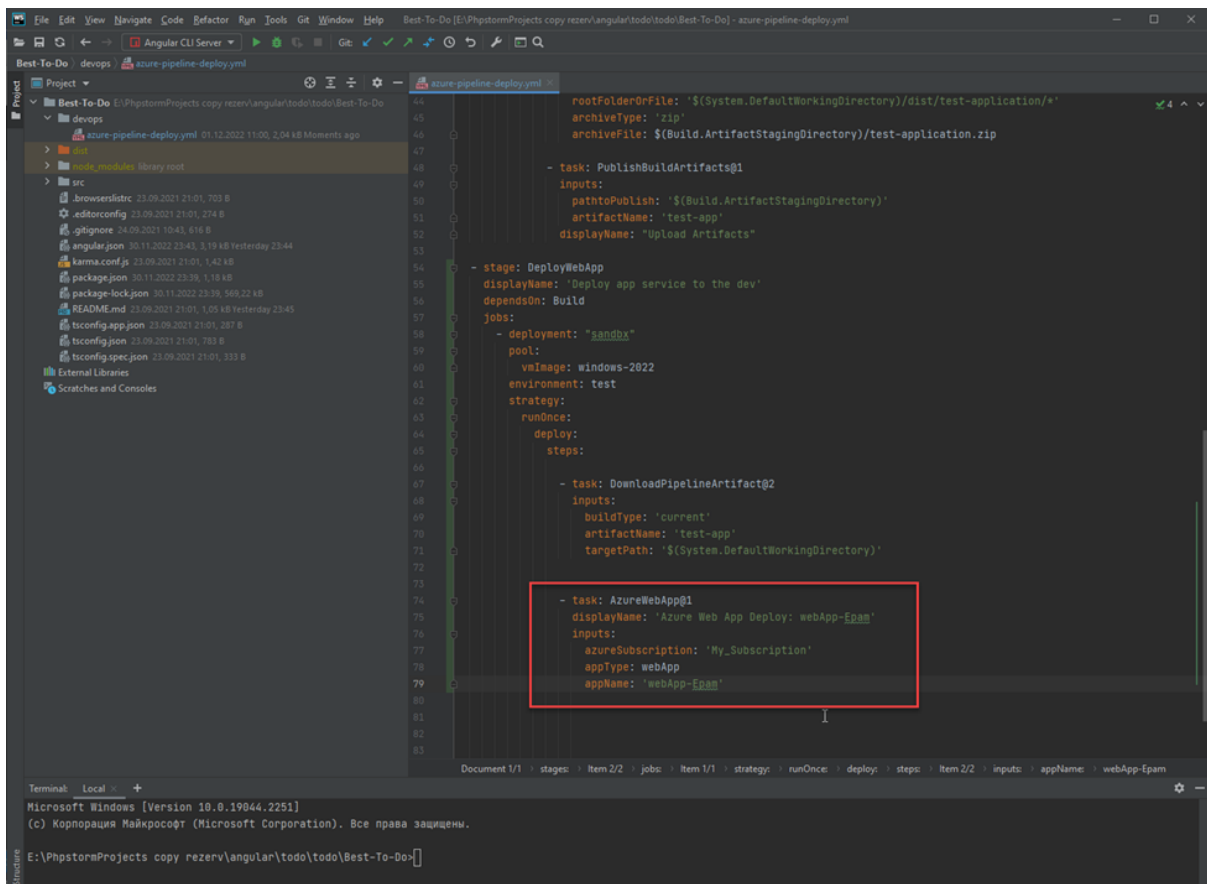 File Edit View Navigate Code Refactor Run Tools Git Window Help Best-To-Do [E:\PhpstormProjects copy rezerv\angular\todo\todo\Best-To-Do] - azure-pipeline-deploy.yml
Angular CLI Server Git:
Best-To-Do devops azure-pipeline-deploy.yml
Project
Project
azure-pipeline-deploy.yml
Best-To-Do E:\PhpstormProjects copy rezerv\angular\todo\todo\Best-To-Do
devops
azure-pipeline-deploy.yml 01.12.2022 11:00, 2,04 kB Moments ago
dist
node_modules library root
src
.browserslistrc 23.09.2021 21:01, 703 B
.editorconfig 23.09.2021 21:01, 274 B
.gitignore 24.09.2021 10:43, 616 B
angular.json 30.11.2022 23:43, 3,19 kB Yesterday 23:44
karma.conf.js 23.09.2021 21:01, 1,42 kB
package.json 30.11.2022 23:39, 1,18 kB
package-lock.json 30.11.2022 23:39, 569,22 kB
README.md 23.09.2021 21:01, 1,05 kB Yesterday 23:45
tsconfig.app.json 23.09.2021 21:01, 287 B
tsconfig.json 23.09.2021 21:01, 783 B
tsconfig.spec.json 23.09.2021 21:01, 333 B
External Libraries
Scratches and Consoles
4
44 rootFolderOrFile: '$(System.DefaultWorkingDirectory)/dist/test-application/*'
45 archiveType: 'zip'
46 archiveFile: $(Build.ArtifactStagingDirectory)/test-application.zip
47
48 - task: PublishBuildArtifacts@1
49 inputs:
50 pathtoPublish: '$(Build.ArtifactStagingDirectory)'
51 artifactName: 'test-app'
52 displayName: "Upload Artifacts"
53
54 - stage: DeployWebApp
55 displayName: 'Deploy app service to the dev'
56 dependsOn: Build
57 jobs:
58 - deployment: "sandbx"
59 pool:
60 vmImage: windows-2022
61 environment: test
62 strategy:
63 runOnce:
64 deploy:
65 steps:
66
67 - task: DownloadPipelineArtifact@2
68 inputs:
69 buildType: 'current'
70 artifactName: 'test-app'
71 targetPath: '$(System.DefaultWorkingDirectory)'
72
73
74 - task: AzureWebApp@1
75 displayName: 'Azure Web App Deploy: webApp-Epam'
76 inputs:
77 azureSubscription: 'My_Subscription'
78 appType: webApp
79 appName: 'webApp-Epam'
80
81
82
83
Document 1/1 stages: Item 2/2 jobs: Item 1/1 strategy: runOnce: deploy: steps: Item 2/2 inputs: appName: webApp-Epam
Terminal: Local
Microsoft Windows [Version 10.0.19044.2251]
(c) Корпорация Майкрософт (Microsoft Corporation). Все права защищены.
E:\PhpstormProjects copy rezerv\angular\todo\todo\Best-To-Do>
Structure